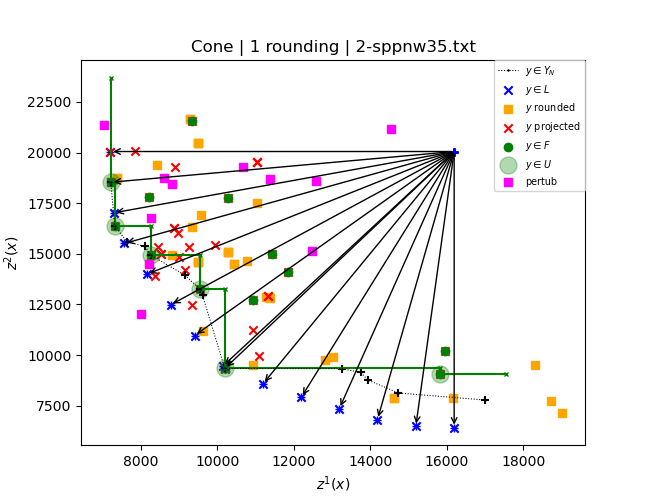 Cone | 1 rounding | 2-sppnw35.txt
y ∈ Y_N
y ∈ L
y rounded
y projected
y ∈ F
y ∈ U
pertub
22500
20000
17500
15000
12500
10000
7500
z²(x)
8000 10000 12000 14000 16000 18000
z¹(x)